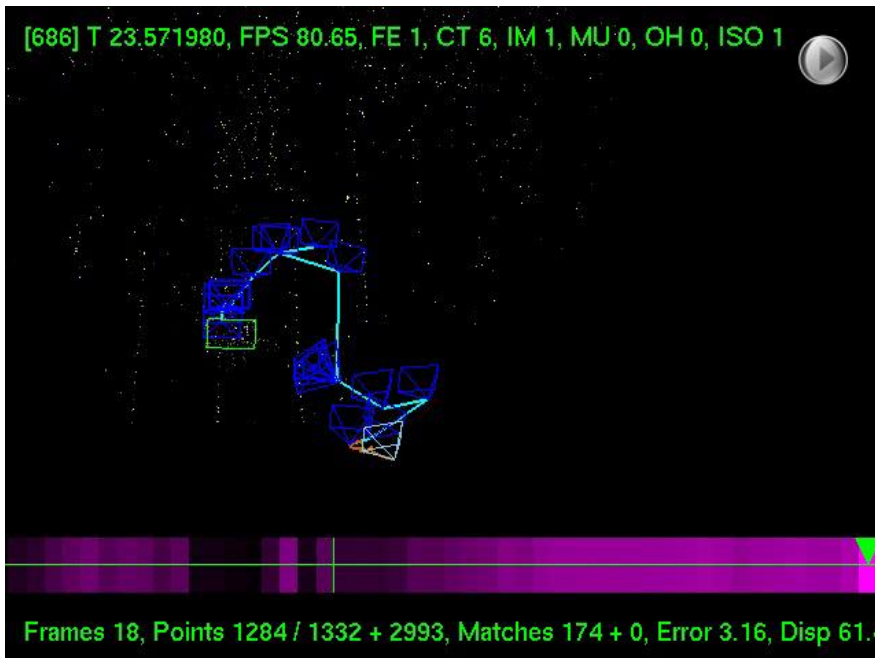 [686] T 23.571980, FPS 80.65, FE 1, CT 6, IM 1, MU 0, OH 0, ISO 1
Frames 18, Points 1284 / 1332 + 2993, Matches 174 + 0, Error 3.16, Disp 61.